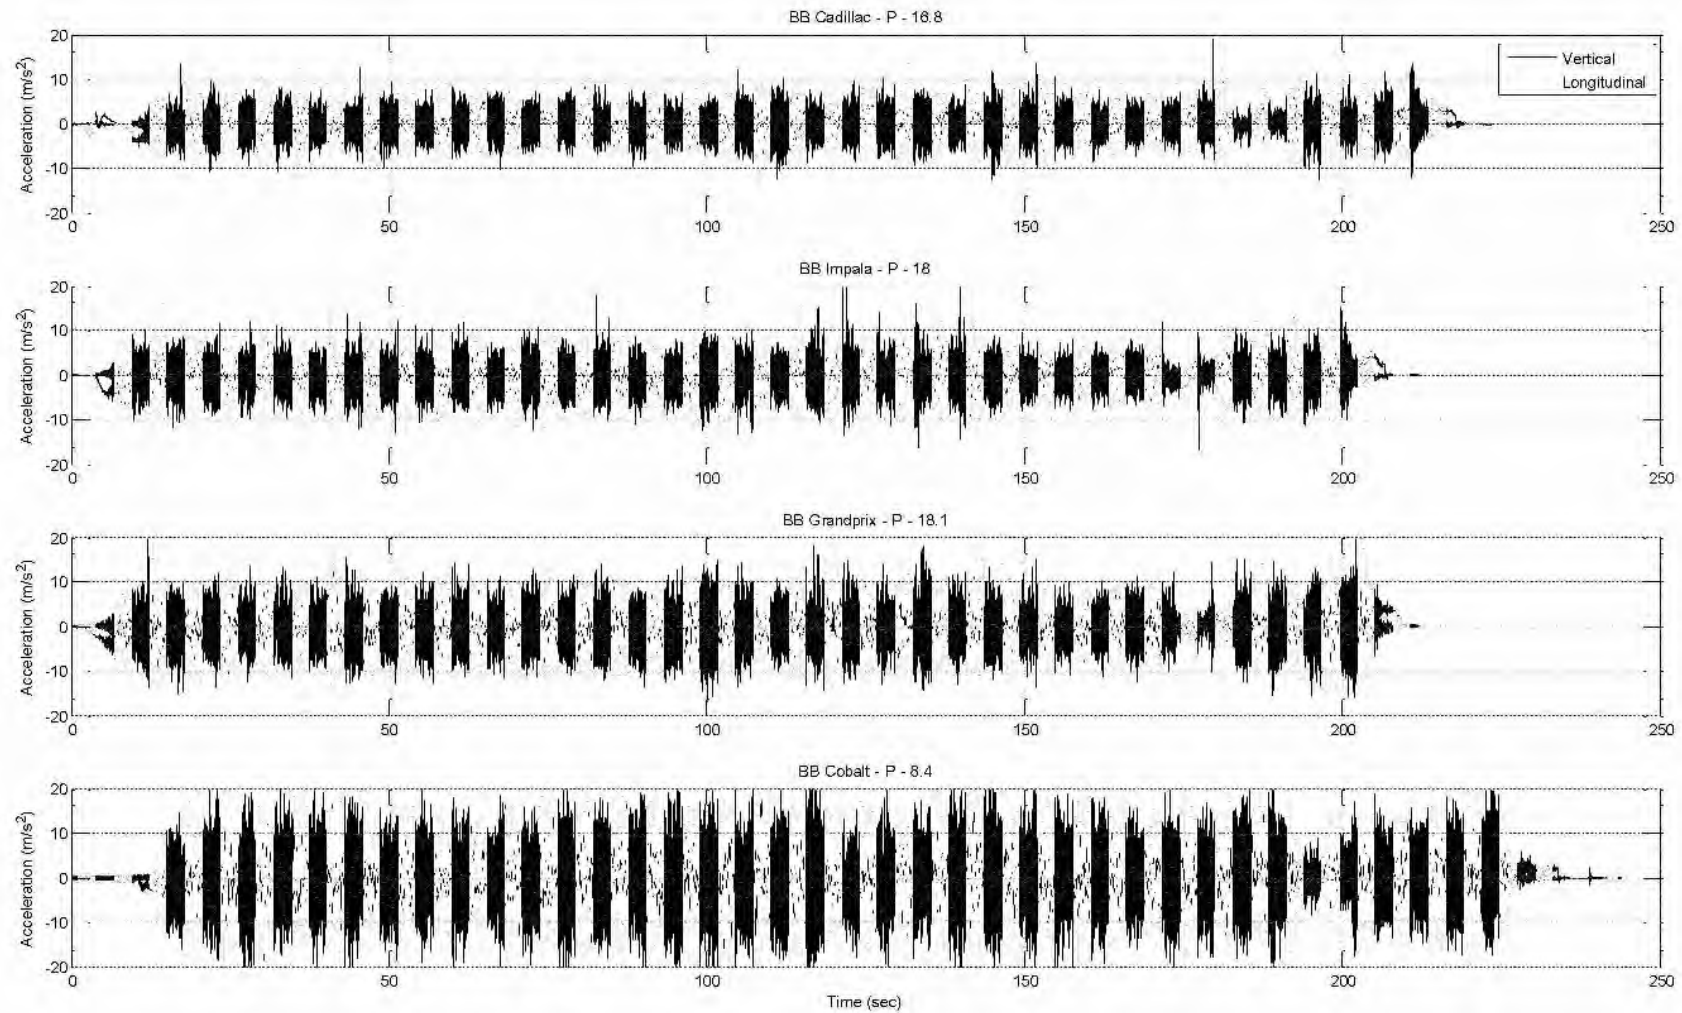 BB Cadillac - P - 16.8
Acceleration (m/s²)
20
10
0
-10
-20
0 50 100 150 200 250
Vertical
Longitudinal
BB Impala - P - 18
Acceleration (m/s²)
20
10
0
-10
-20
0 50 100 150 200 250
BB Grandprix - P - 18.1
Acceleration (m/s²)
20
10
0
-10
-20
0 50 100 150 200 250
BB Cobalt - P - 8.4
Acceleration (m/s²)
20
10
0
-10
-20
0 50 100 150 200 250
Time (sec)